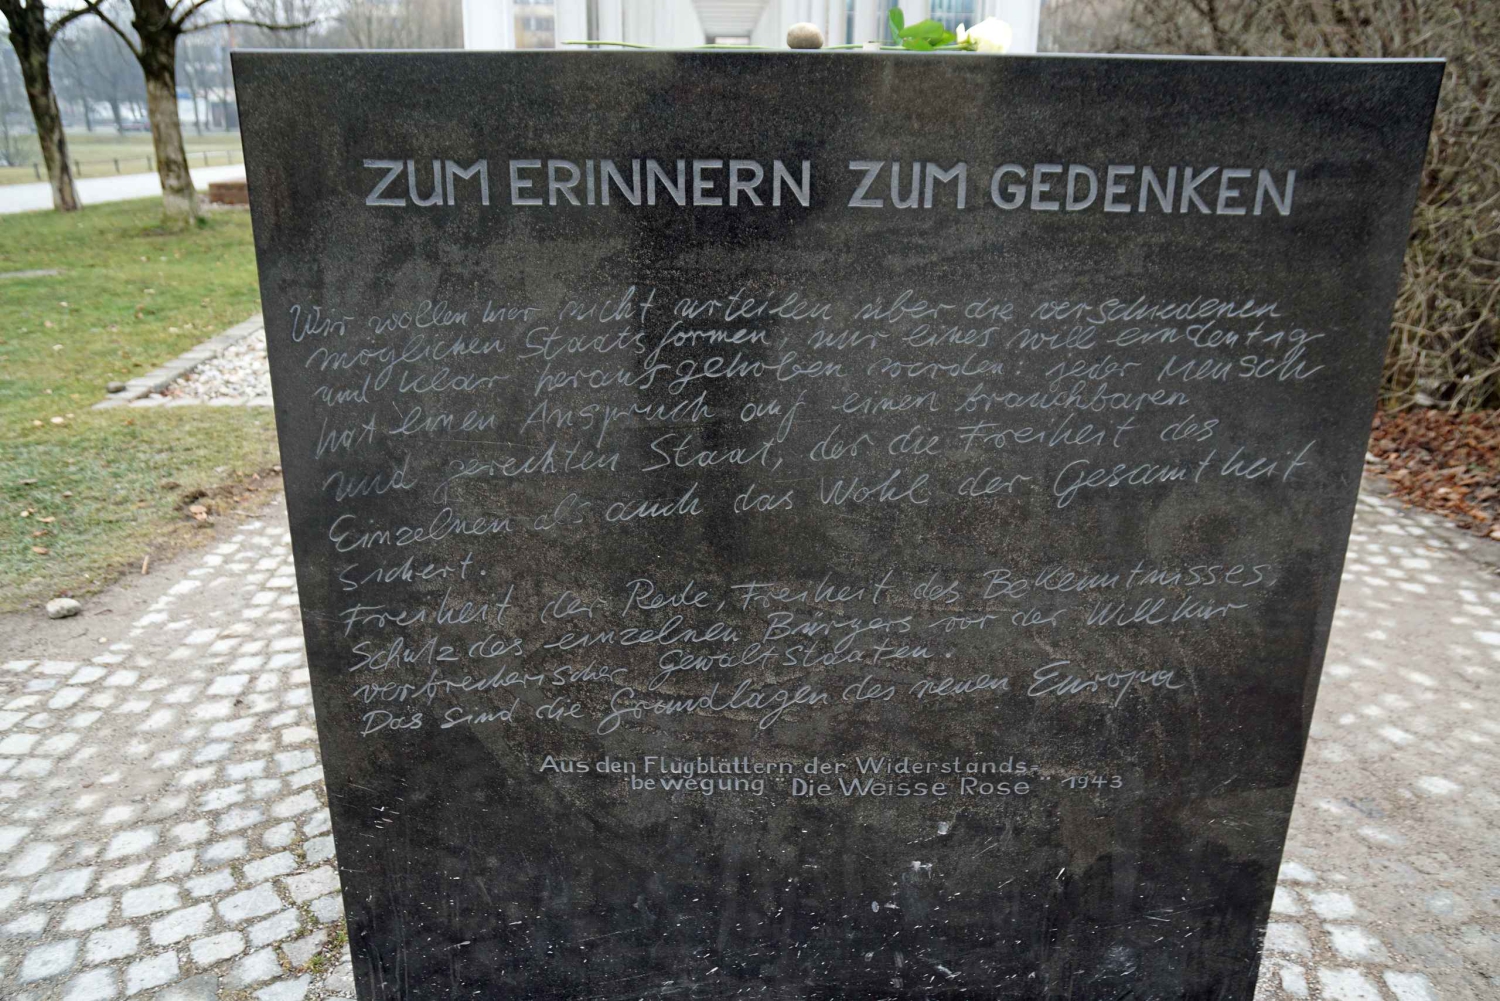 ZUM ERINNERN ZUM GEDENKEN
Wir wollen hier nicht urteilen über die verschiedenen
möglichen Staatsformen, nur eines will eindeutig
und klar herausgehoben werden: jeder Mensch
hat einen Anspruch auf einen brauchbaren
und gerechten Staat, der die Freiheit des
Einzelnen als auch das Wohl der Gesamtheit
sichert.
Freiheit der Rede, Freiheit des Bekenntnisses
Schutz des einzelnen Bürgers vor der Willkür
verbrecherischer Gewaltstaaten.
Das sind die Grundlagen des neuen Europa
Aus den Flugblättern der Widerstands-
bewegung "Die Weisse Rose" 1943